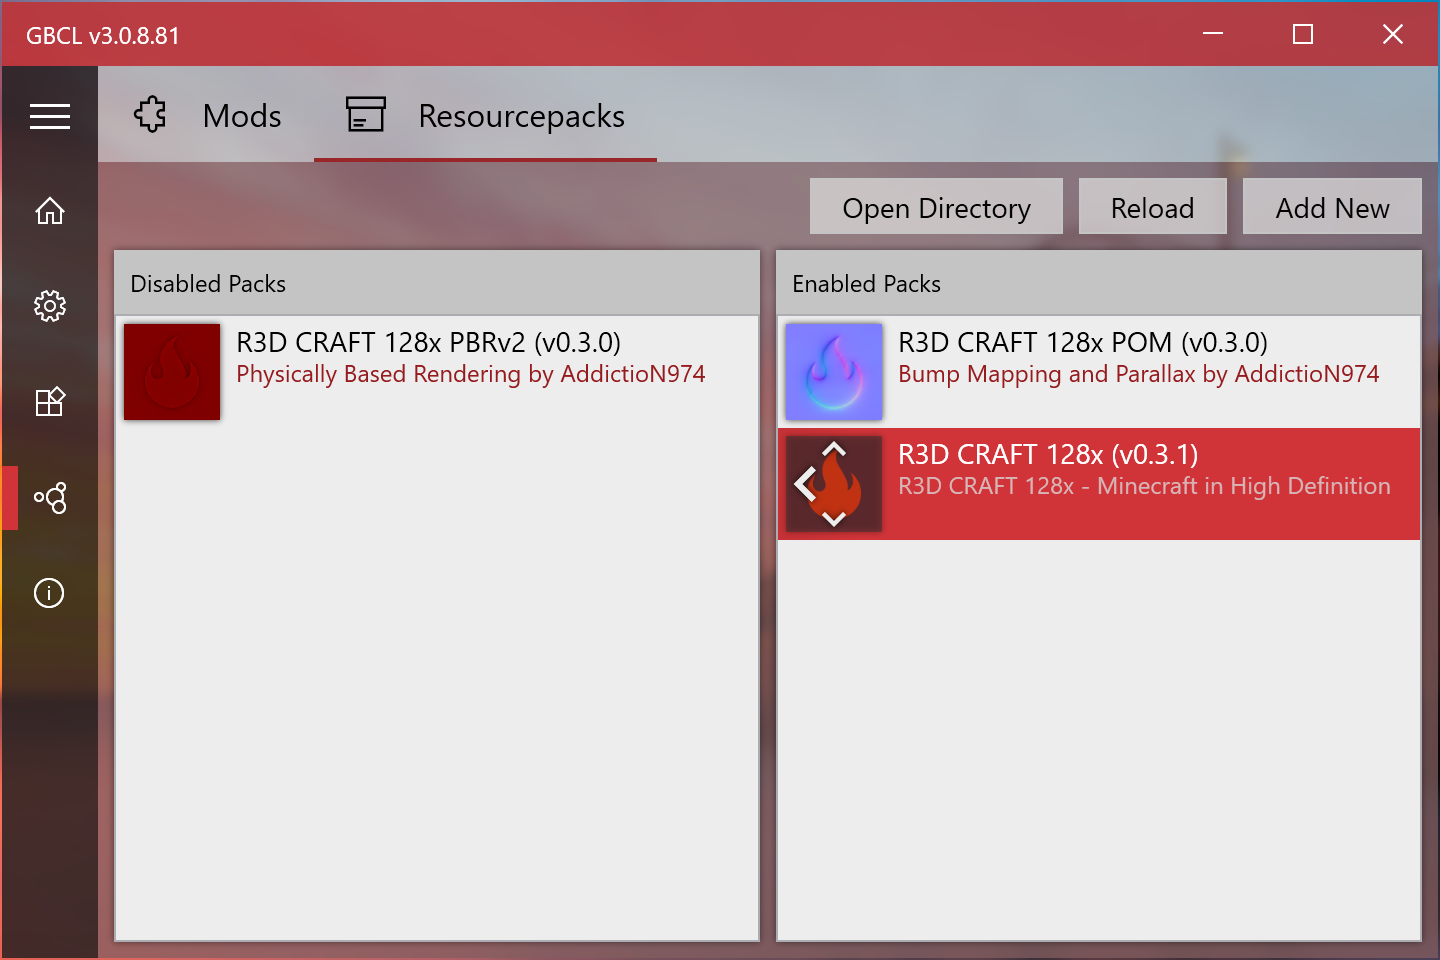 GBCL v3.0.8.81
Mods
Resourcepacks
Open Directory
Reload
Add New
Disabled Packs
R3D CRAFT 128x PBRv2 (v0.3.0)
Physically Based Rendering by AddictioN974
Enabled Packs
R3D CRAFT 128x POM (v0.3.0)
Bump Mapping and Parallax by AddictioN974
R3D CRAFT 128x (v0.3.1)
R3D CRAFT 128x - Minecraft in High Definition